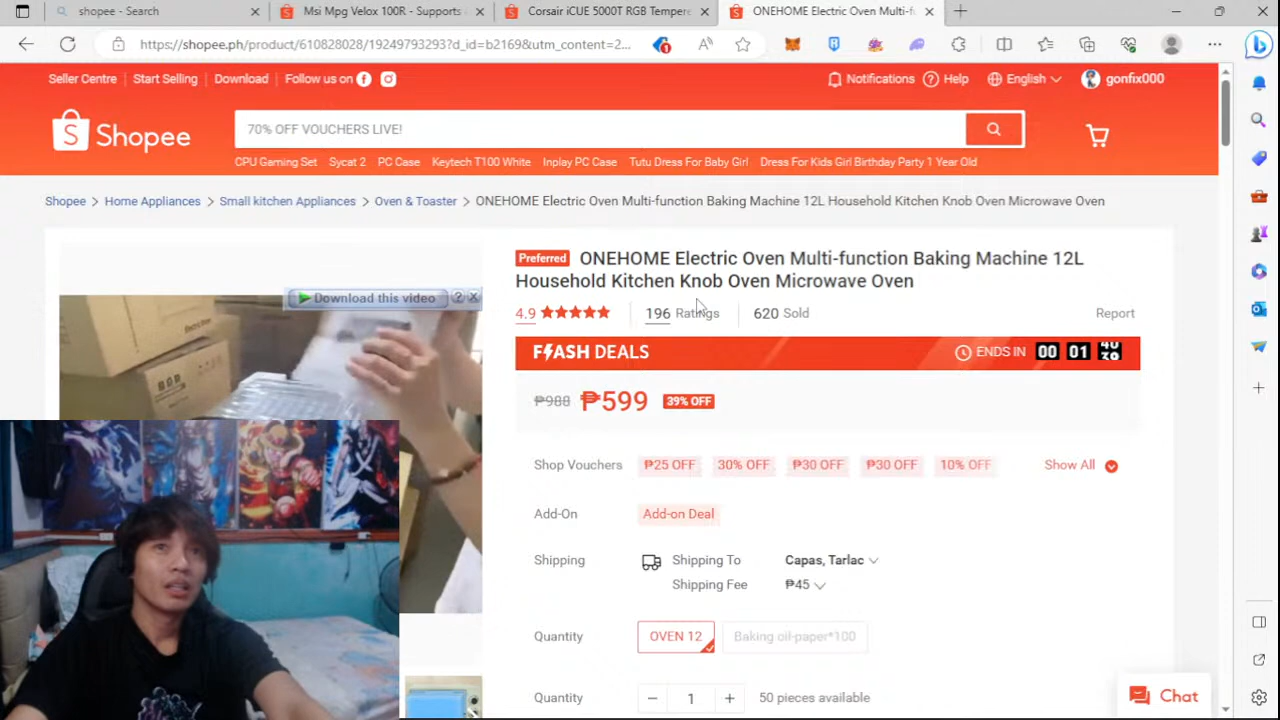 shopee - Search
Msi Mpg Velox 100R - Supports
Corsair iCUE 5000T RGB Tempere
ONEHOME Electric Oven Multi-f
https://shopee.ph/product/610828028/19249793293?d_id=b2169&utm_content=2...
1
Seller Centre
Start Selling
Download
Follow us on
Notifications
Help
English
gonfix000
Shopee
70% OFF VOUCHERS LIVE!
CPU Gaming Set
Sycat 2
PC Case
Keytech T100 White
Inplay PC Case
Tutu Dress For Baby Girl
Dress For Kids Girl Birthday Party 1 Year Old
Shopee > Home Appliances > Small kitchen Appliances > Oven & Toaster > ONEHOME Electric Oven Multi-function Baking Machine 12L Household Kitchen Knob Oven Microwave Oven
Download this video
Preferred ONEHOME Electric Oven Multi-function Baking Machine 12L
Household Kitchen Knob Oven Microwave Oven
4.9
196 Ratings
620 Sold
Report
FLASH DEALS
ENDS IN 00 01
₱988 ₱599 39% OFF
Shop Vouchers
₱25 OFF
30% OFF
₱30 OFF
₱30 OFF
10% OFF
Show All
Add-On
Add-on Deal
Shipping
Shipping To
Capas, Tarlac
Shipping Fee
₱45
Quantity
OVEN 12
Baking oil-paper*100
Quantity
1
50 pieces available
Chat